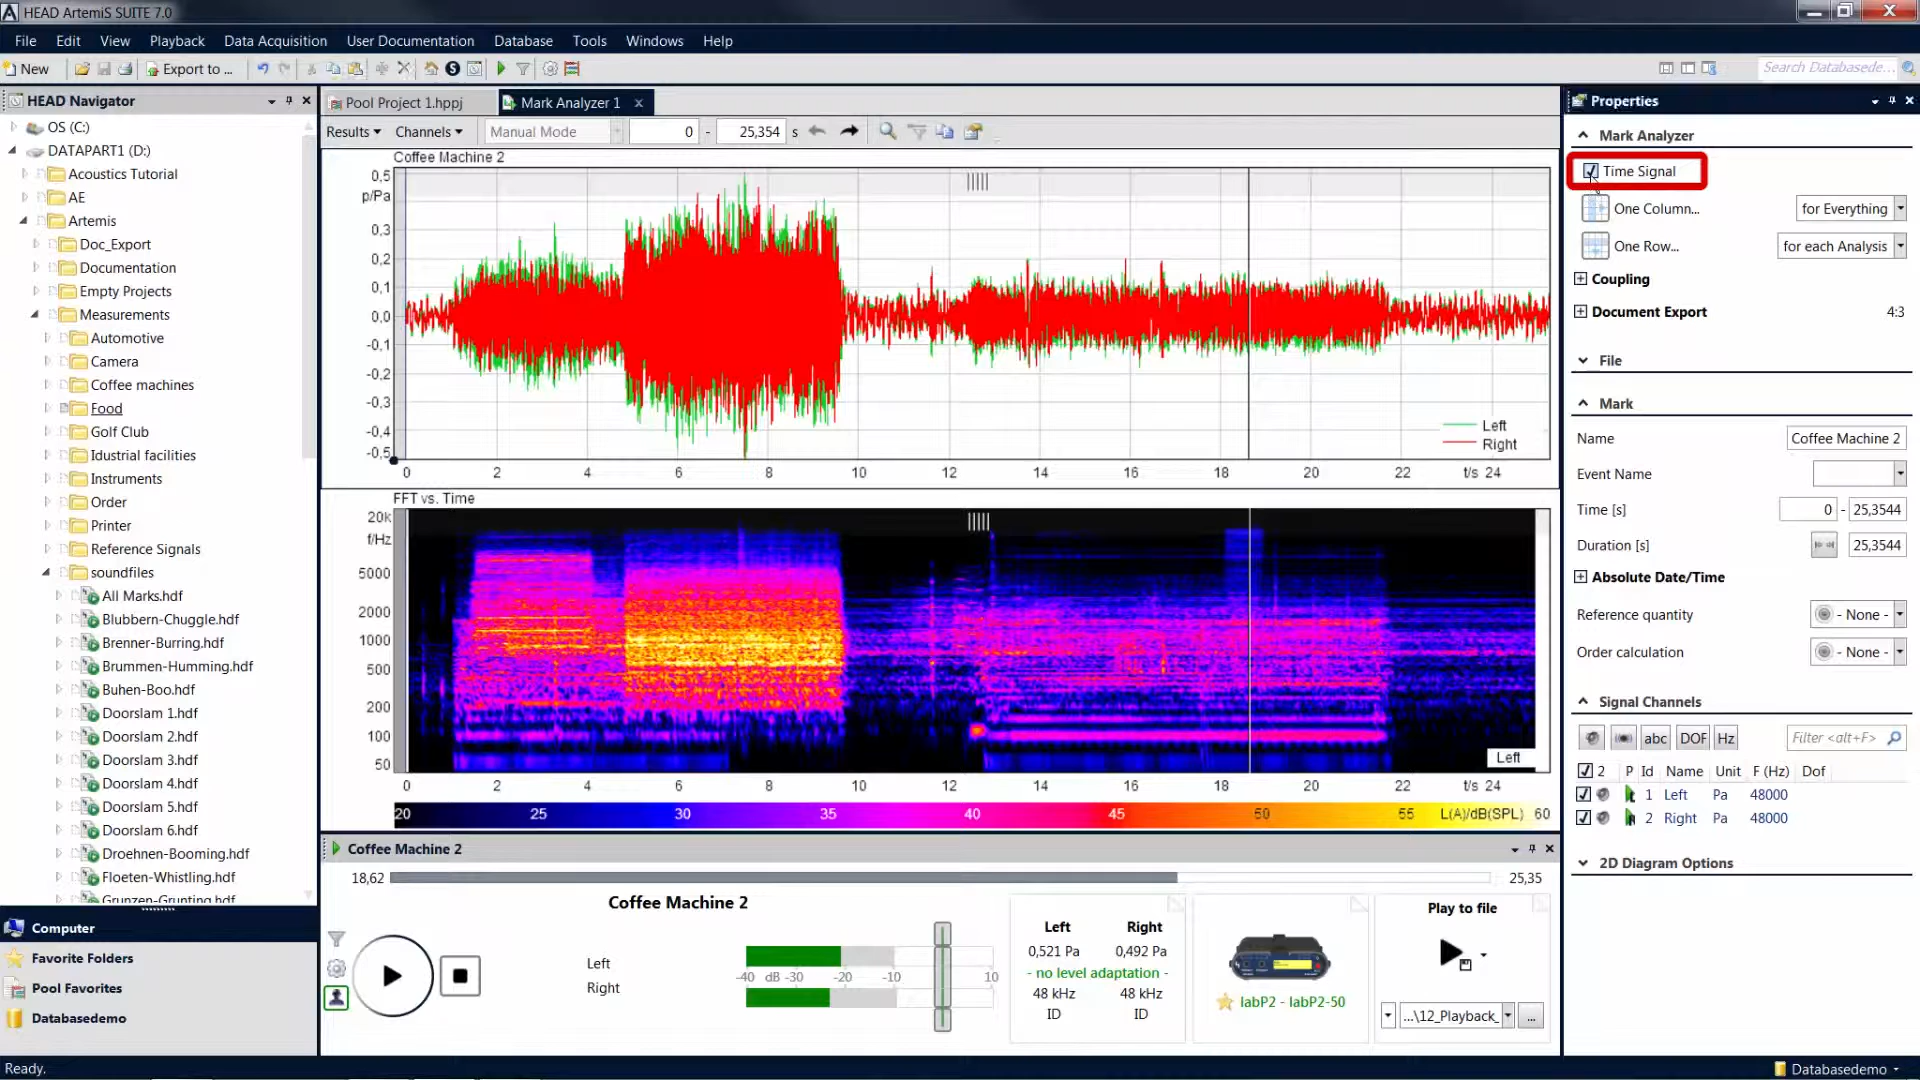 HEAD ArtemiS SUITE 7.0
File Edit View Playback Data Acquisition User Documentation Database Tools Windows Help
New Export to ... Search Databasede...
HEAD Navigator
OS (C:)
DATAPART1 (D:)
Acoustics Tutorial
AE
Artemis
Doc_Export
Documentation
Empty Projects
Measurements
Automotive
Camera
Coffee machines
Food
Golf Club
Idustrial facilities
Instruments
Order
Printer
Reference Signals
soundfiles
All Marks.hdf
Blubbern-Chuggle.hdf
Brenner-Burring.hdf
Brummen-Humming.hdf
Buhen-Boo.hdf
Doorslam 1.hdf
Doorslam 2.hdf
Doorslam 3.hdf
Doorslam 4.hdf
Doorslam 5.hdf
Doorslam 6.hdf
Droehnen-Booming.hdf
Floeten-Whistling.hdf
Grunzen-Grunting.hdf
Computer
Favorite Folders
Pool Favorites
Databasedemo
Pool Project 1.hppj Mark Analyzer 1
Results Channels Manual Mode 0 - 25,354 s
Coffee Machine 2
0,5
p/Pa
0,3
0,2
0,1
0,0
-0,1
-0,2
-0,3
-0,4
-0,5
Left
Right
0 2 4 6 8 10 12 14 16 18 20 22 t/s 24
FFT vs. Time
20k
f/Hz
5000
2000
1000
500
200
100
50
Left
0 2 4 6 8 10 12 14 16 18 20 22 t/s 24
20 25 30 35 40 45 50 55 L(A)/dB(SPL) 60
Coffee Machine 2
18,62 25,35
Coffee Machine 2
Left
Right
-40 dB -30 -20 -10 10
Left Right
0,521 Pa 0,492 Pa
- no level adaptation -
48 kHz 48 kHz
ID ID
labP2 - labP2-50
Play to file
...\12_Playback_ ...
Properties
Mark Analyzer
Time Signal
One Column... for Everything
One Row... for each Analysis
Coupling
Document Export 4:3
File
Mark
Name Coffee Machine 2
Event Name
Time [s] 0 - 25,3544
Duration [s] 25,3544
Absolute Date/Time
Reference quantity - None -
Order calculation - None -
Signal Channels
abc DOF Hz Filter <alt+F>
2 P Id Name Unit F (Hz) Dof
1 Left Pa 48000
2 Right Pa 48000
2D Diagram Options
Ready. Databasedemo